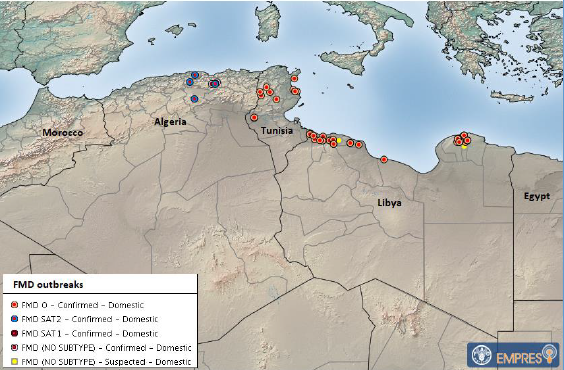 Morocco
Algeria
Tunisia
Libya
Egypt
FMD outbreaks
FMD O - Confirmed - Domestic
FMD SAT2 - Confirmed - Domestic
FMD SAT1 - Confirmed - Domestic
FMD (NO SUBTYPE) - Confirmed - Domestic
FMD (NO SUBTYPE) - Suspected - Domestic
EMPRES